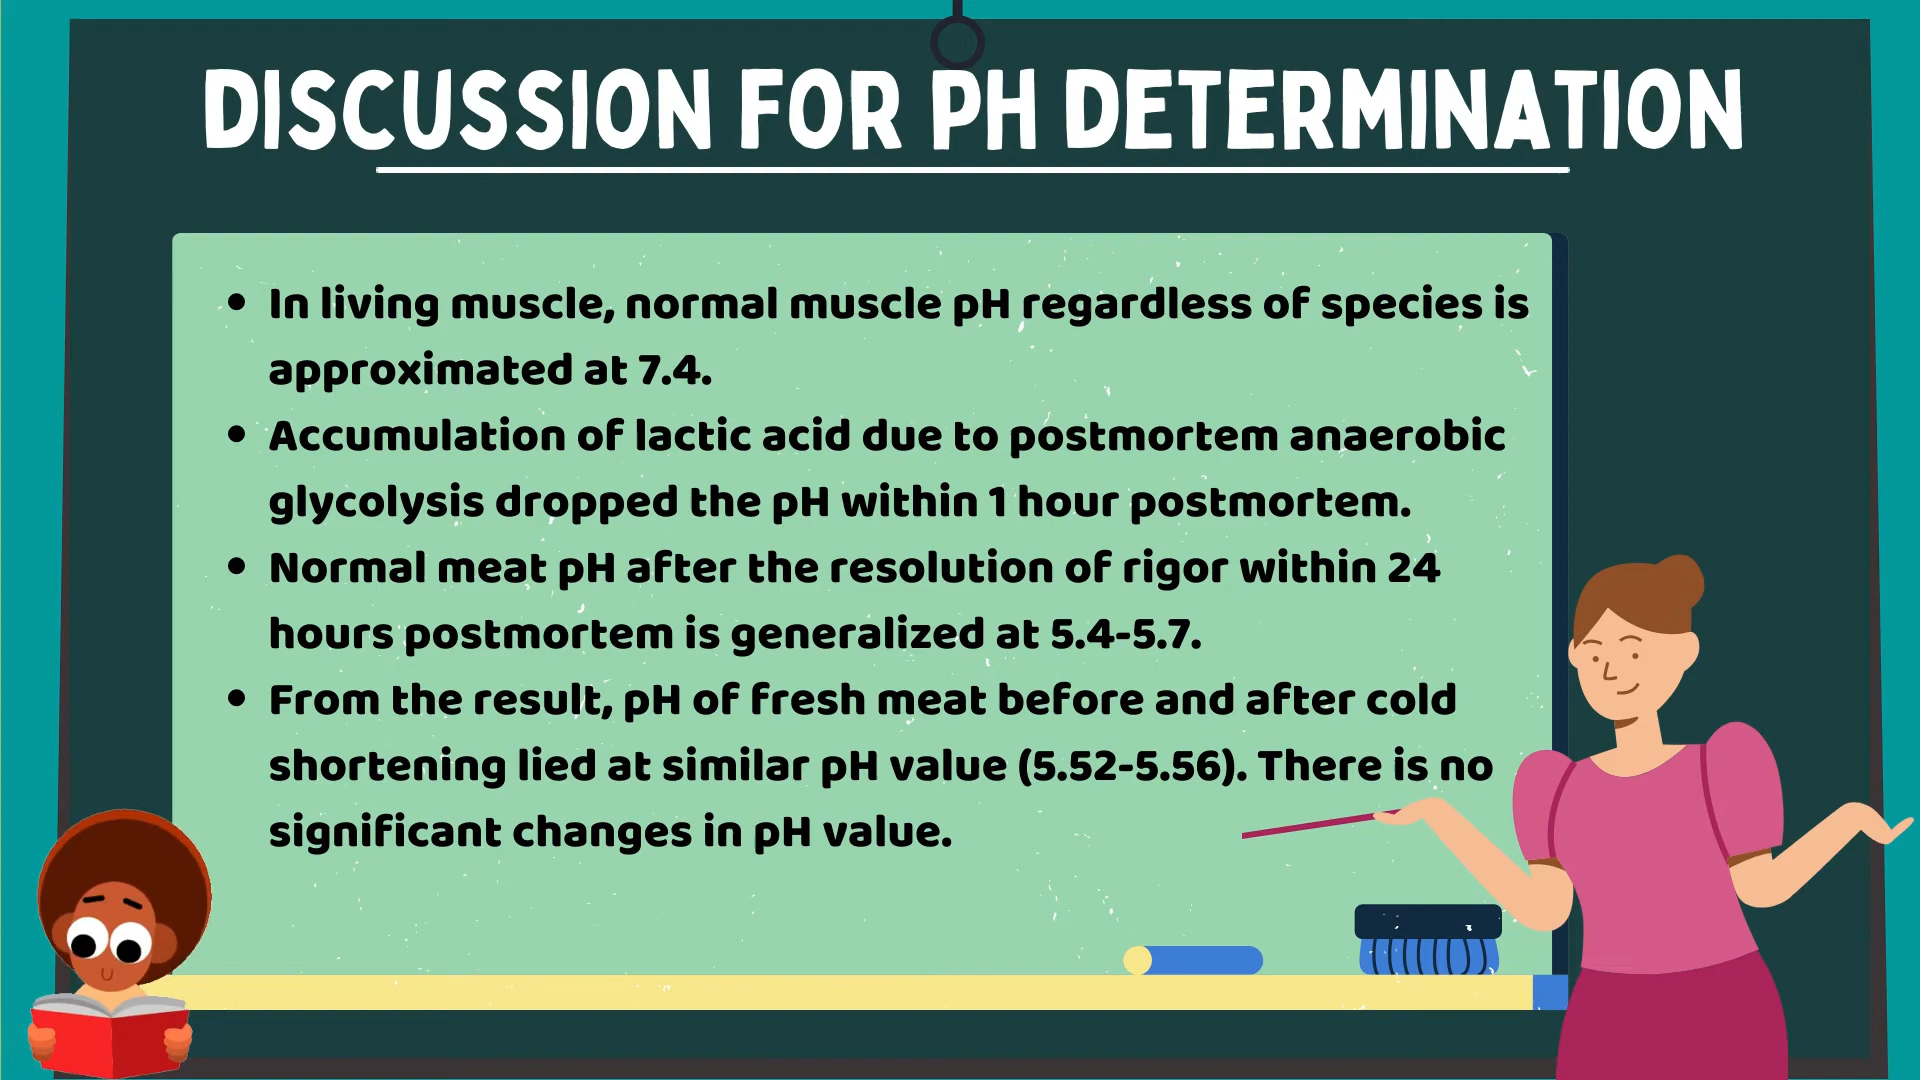 DISCUSSION FOR PH DETERMINATION
• In living muscle, normal muscle pH regardless of species is
approximated at 7.4.
• Accumulation of lactic acid due to postmortem anaerobic
glycolysis dropped the pH within 1 hour postmortem.
• Normal meat pH after the resolution of rigor within 24
hours postmortem is generalized at 5.4-5.7.
• From the result, pH of fresh meat before and after cold
shortening lied at similar pH value (5.52-5.56). There is no
significant changes in pH value.